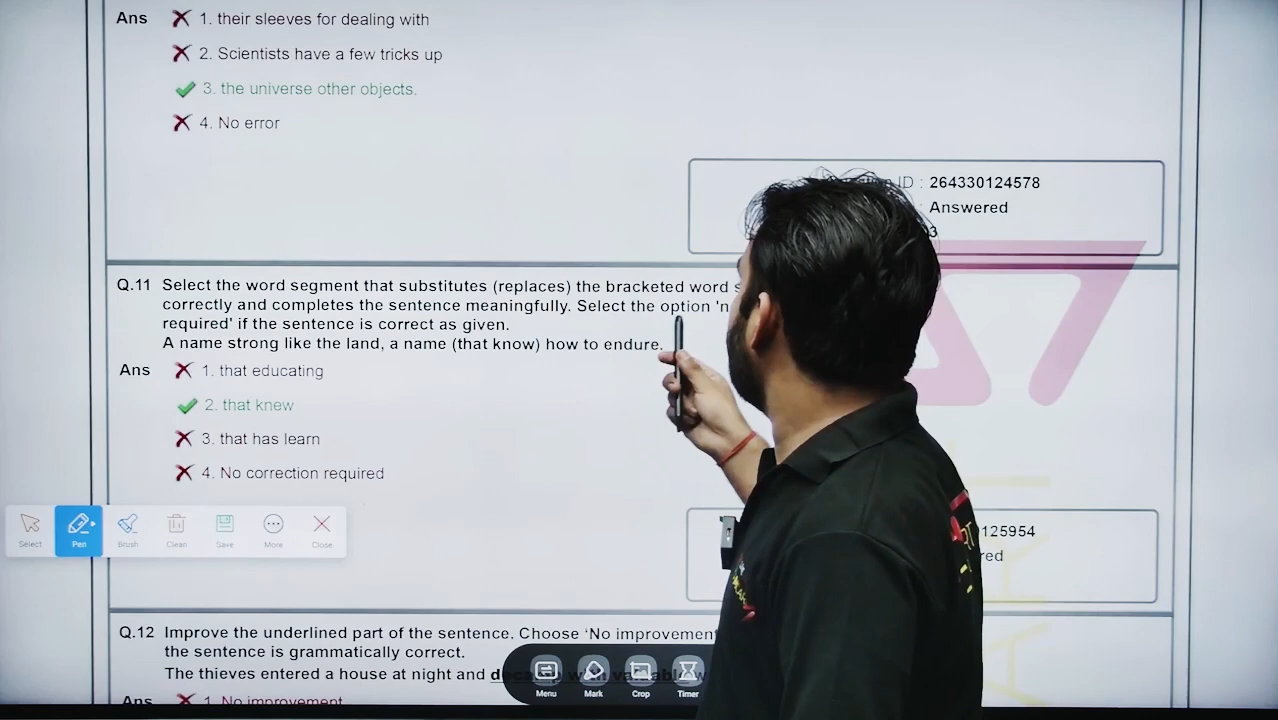 Ans 1. their sleeves for dealing with
2. Scientists have a few tricks up
3. the universe other objects.
4. No error
ID : 264330124578
: Answered
3
Q.11 Select the word segment that substitutes (replaces) the bracketed word
correctly and completes the sentence meaningfully. Select the option 'n
required' if the sentence is correct as given.
A name strong like the land, a name (that know) how to endure.
Ans 1. that educating
2. that knew
3. that has learn
4. No correction required
Select Pen Brush Clean Save More Close
125954
red
Q.12 Improve the underlined part of the sentence. Choose ‘No improvement
the sentence is grammatically correct.
The thieves entered a house at night and
Menu Mark Crop Timer
Ans 1. No improvement